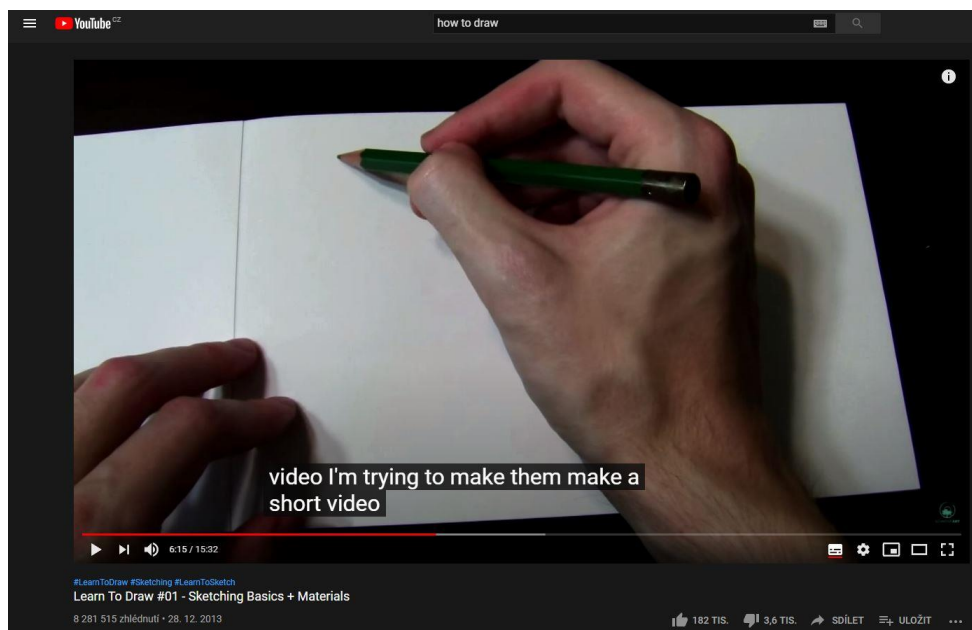 YouTube CZ
how to draw
video I'm trying to make them make a
short video
6:15 / 15:32
#LearnToDraw #Sketching #LearnToSketch
Learn To Draw #01 - Sketching Basics + Materials
8 281 515 zhlédnutí • 28. 12. 2013
182 TIS. 3,6 TIS. SDÍLET ULOŽIT